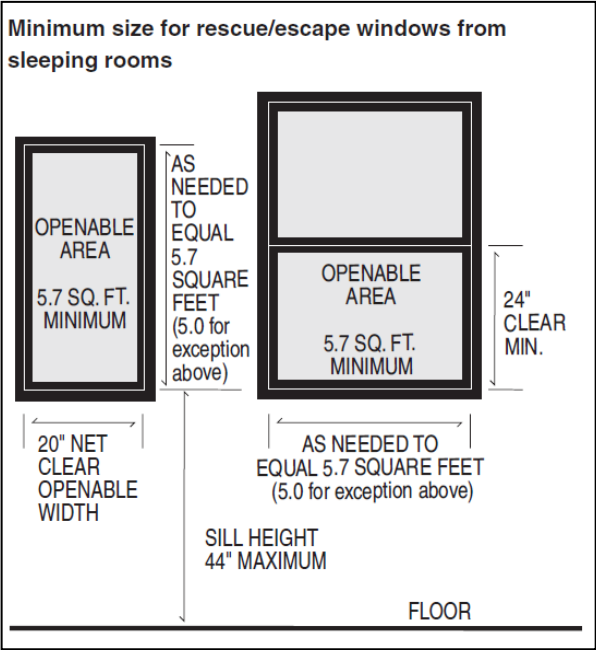 Minimum size for rescue/escape windows from
sleeping rooms
OPENABLE
AREA
5.7 SQ. FT.
MINIMUM
AS
NEEDED
TO
EQUAL
5.7
SQUARE
FEET
(5.0 for
exception
above)
OPENABLE
AREA
5.7 SQ. FT.
MINIMUM
24"
CLEAR
MIN.
20" NET
CLEAR
OPENABLE
WIDTH
AS NEEDED TO
EQUAL 5.7 SQUARE FEET
(5.0 for exception above)
SILL HEIGHT
44" MAXIMUM
FLOOR